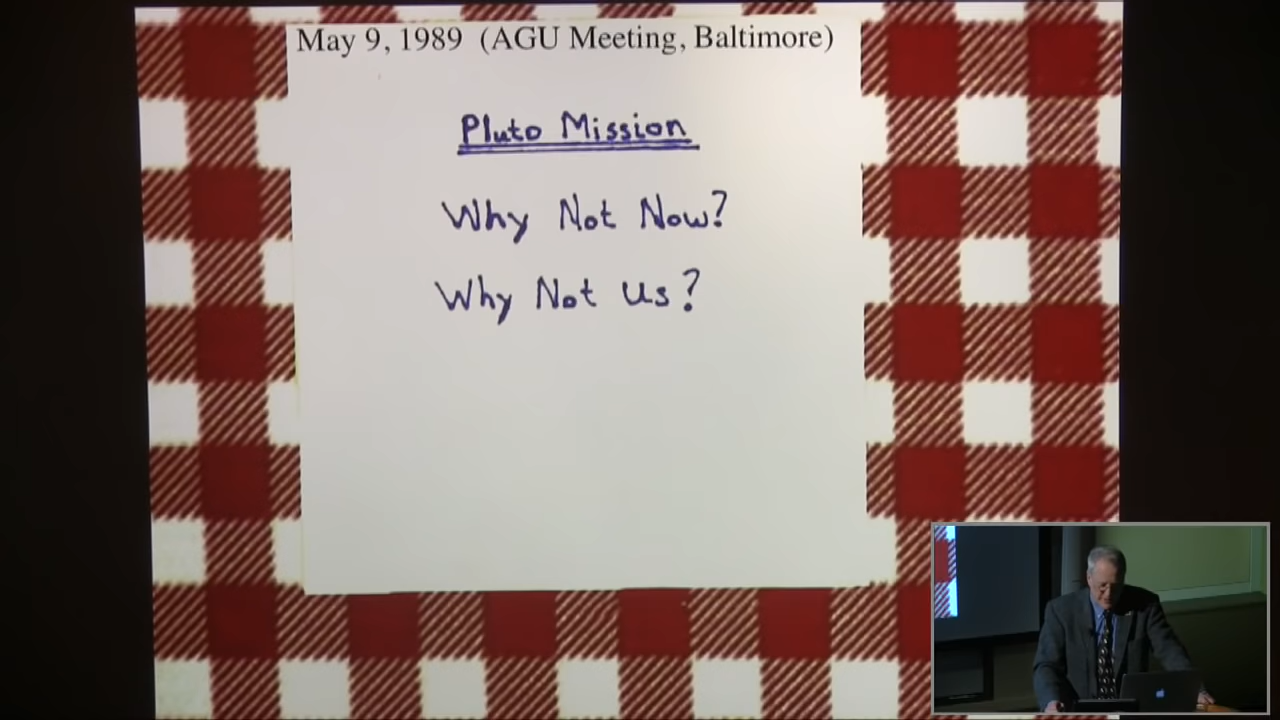 May 9, 1989 (AGU Meeting, Baltimore)
Pluto Mission
Why Not Now?
Why Not Us?